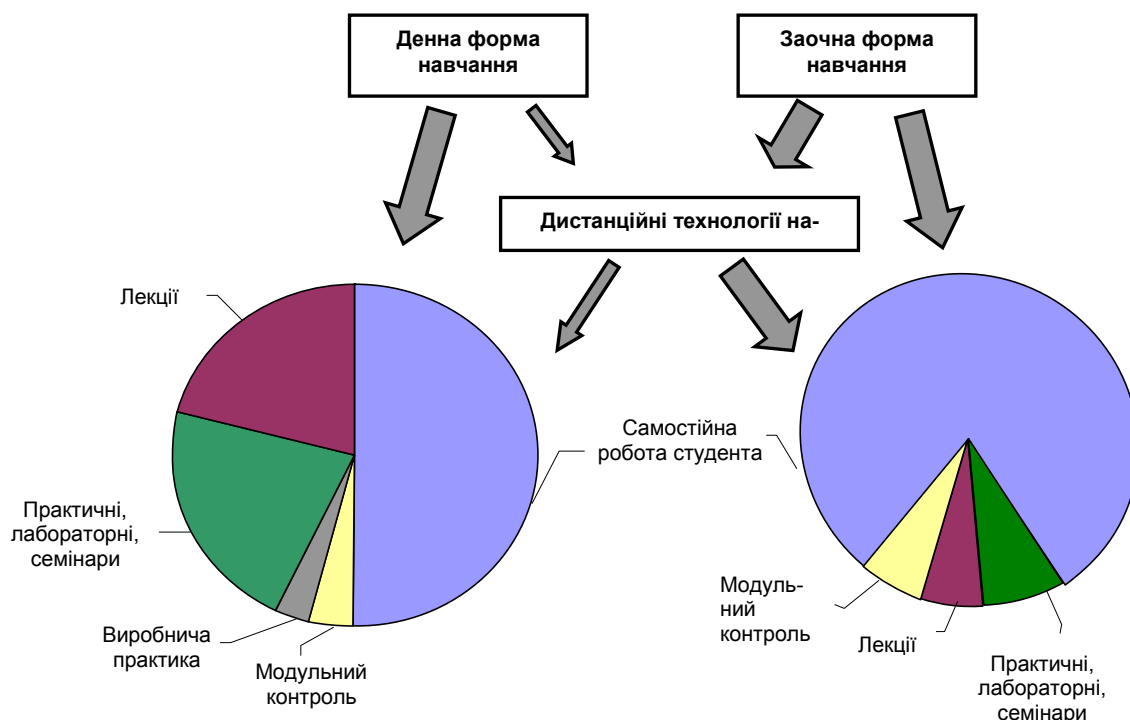 Денна форма
навчання
Заочна форма
навчання
Дистанційні технології на-
Лекції
Самостійна
робота студента
Практичні,
лабораторні,
семінари
Виробнича
практика
Модульний
контроль
Модуль-
ний
контроль
Лекції
Практичні,
лабораторні,
семінари